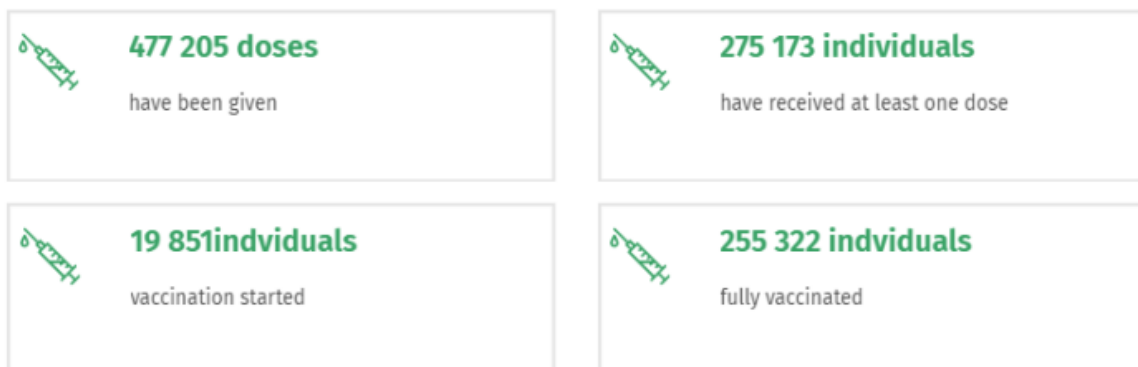 477 205 doses
have been given
275 173 individuals
have received at least one dose
19 851indviduals
vaccination started
255 322 indviduals
fully vaccinated